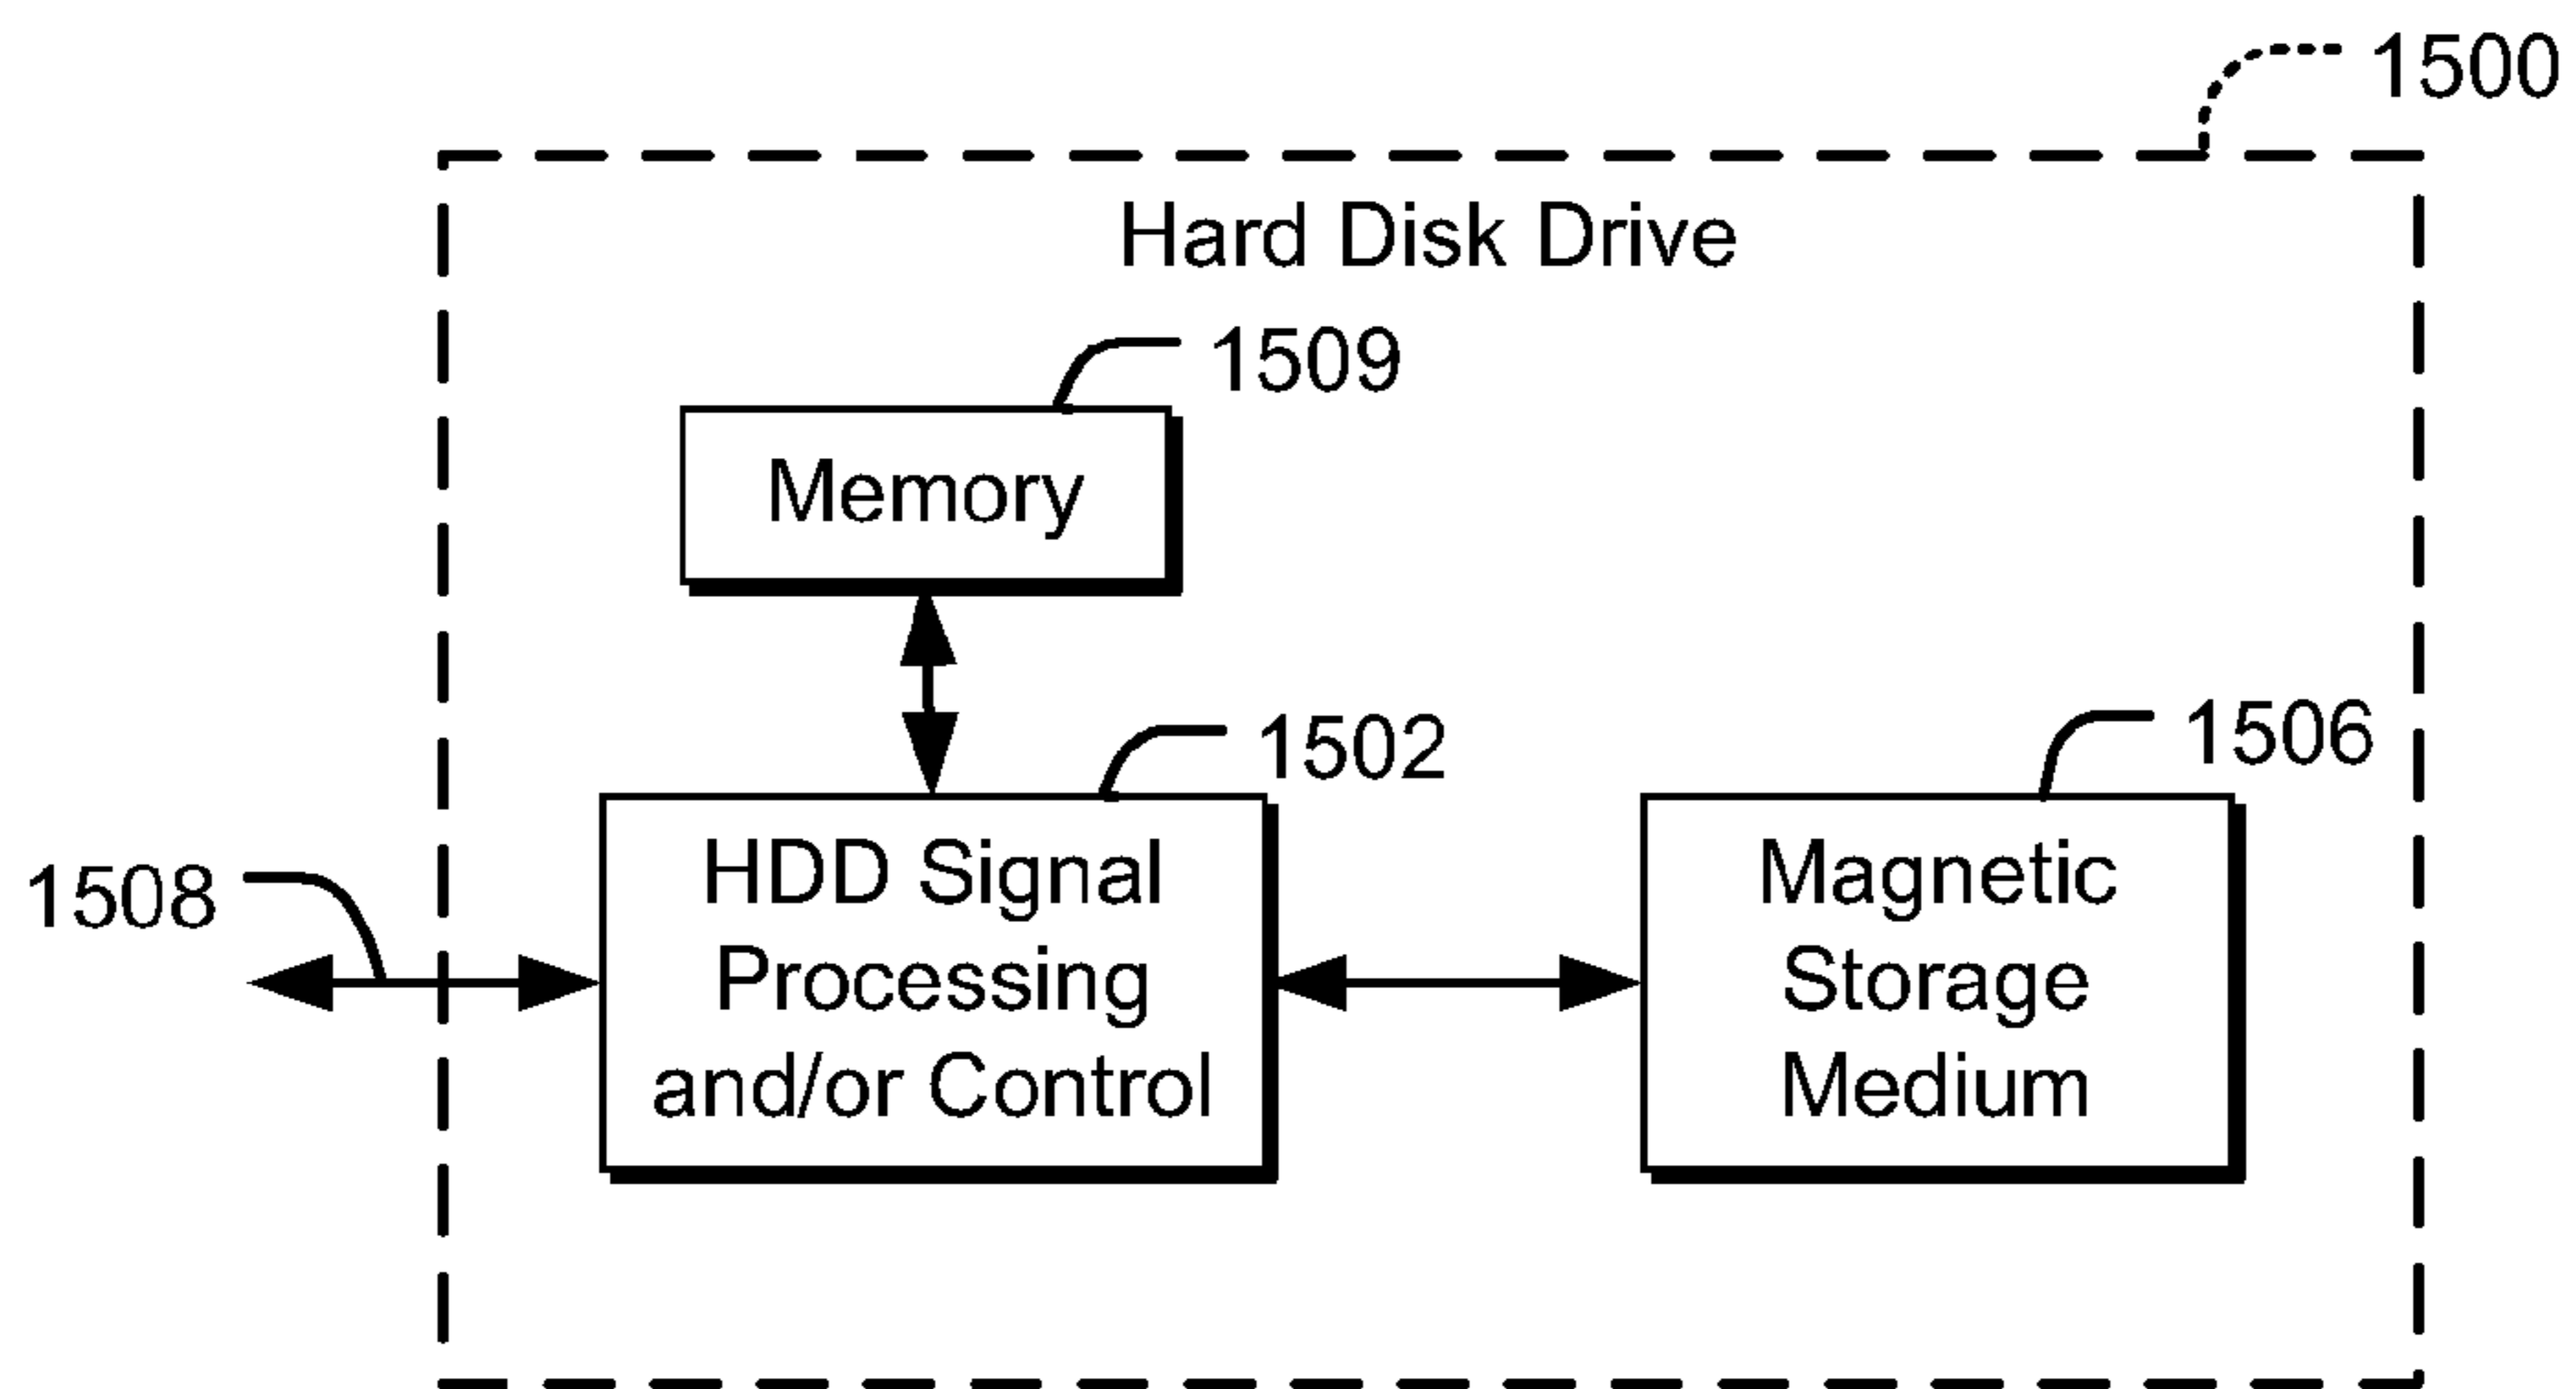 1500
Hard Disk Drive
1509
Memory
1502
1506
1508
HDD Signal
Processing
and/or Control
Magnetic
Storage
Medium